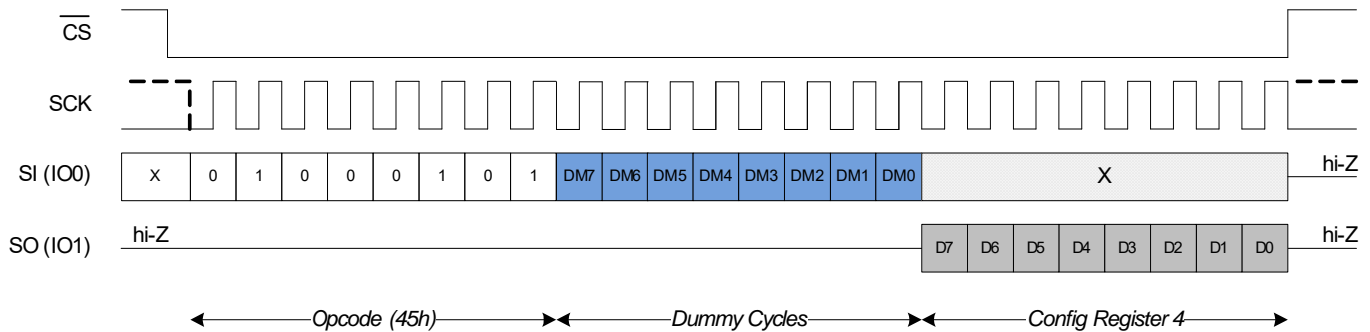 CS
SCK
SI (IO0) X 0 1 0 0 0 1 0 1 DM7 DM6 DM5 DM4 DM3 DM2 DM1 DM0 X hi-Z
SO (IO1) hi-Z D7 D6 D5 D4 D3 D2 D1 D0 hi-Z
Opcode (45h) Dummy Cycles Config Register 4